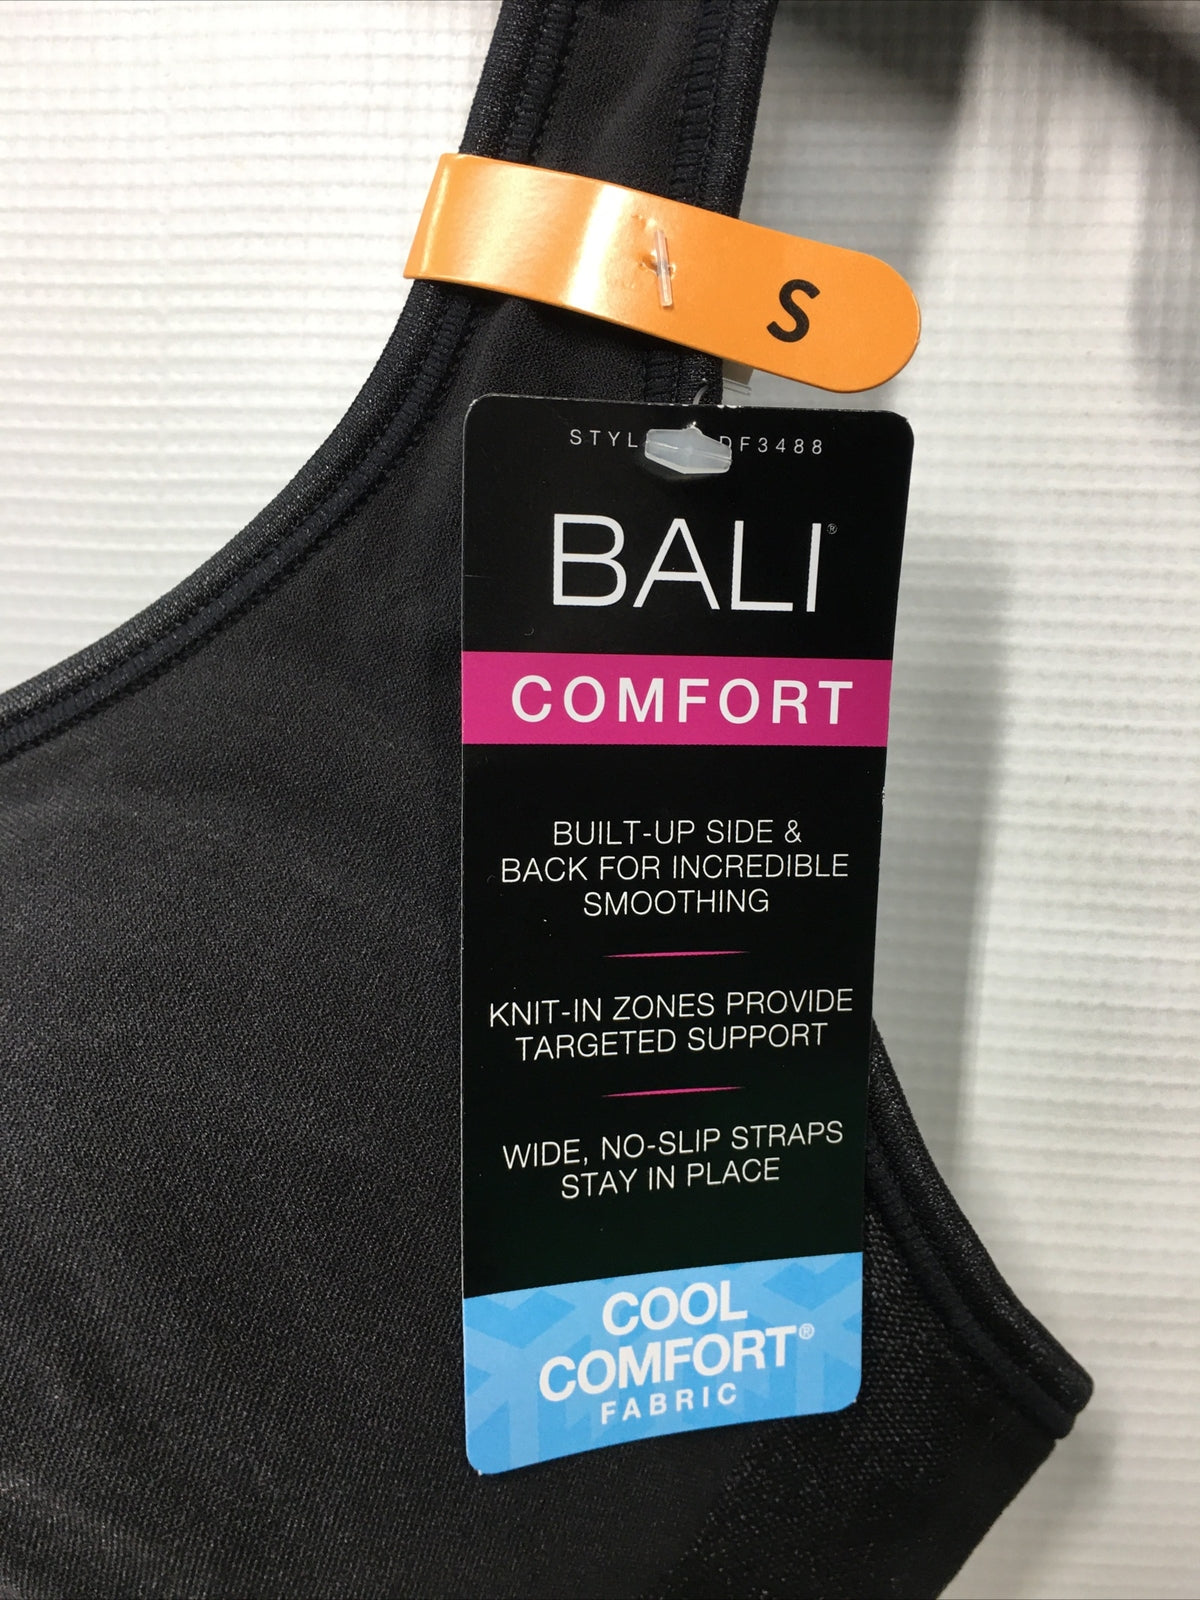 S
DF3488
BALI®
COMFORT
BUILT-UP SIDE &
BACK FOR INCREDIBLE
SMOOTHING
KNIT-IN ZONES PROVIDE
TARGETED SUPPORT
WIDE, NO-SLIP STRAPS
STAY IN PLACE
COOL
COMFORT®
FABRIC